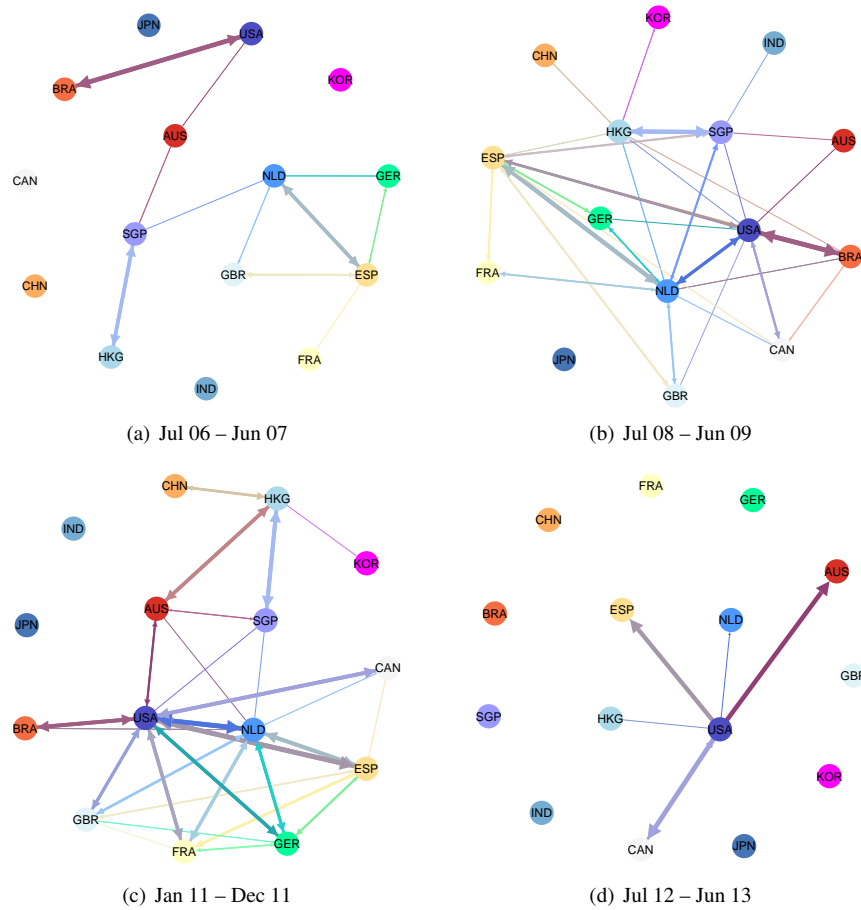 JPN
USA
KOR
BRA
AUS
CAN
NLD
GER
SGP
GBR
ESP
CHN
HKG
FRA
IND
(a) Jul 06 – Jun 07
KOR
IND
CHN
HKG
SGP
AUS
ESP
GER
USA
BRA
FRA
NLD
CAN
JPN
GBR
(b) Jul 08 – Jun 09
CHN
HKG
IND
KOR
AUS
SGP
JPN
CAN
USA
BRA
NLD
ESP
GBR
FRA
GER
(c) Jan 11 – Dec 11
FRA
GER
CHN
AUS
ESP
BRA
NLD
GBR
SGP
HKG
USA
KOR
IND
CAN
JPN
(d) Jul 12 – Jun 13